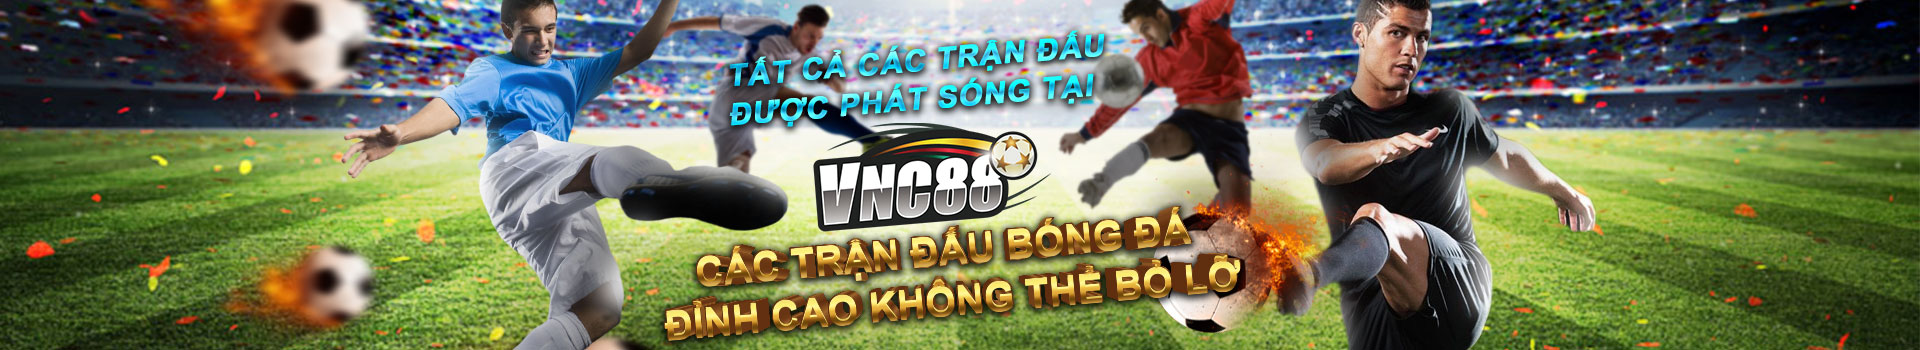 TẤT CẢ CÁC TRẬN ĐẤU
ĐƯỢC PHÁT SÓNG TẠI
VNC88
CÁC TRẬN ĐẤU BÓNG ĐÁ
ĐỈNH CAO KHÔNG THỂ BỎ LỠ